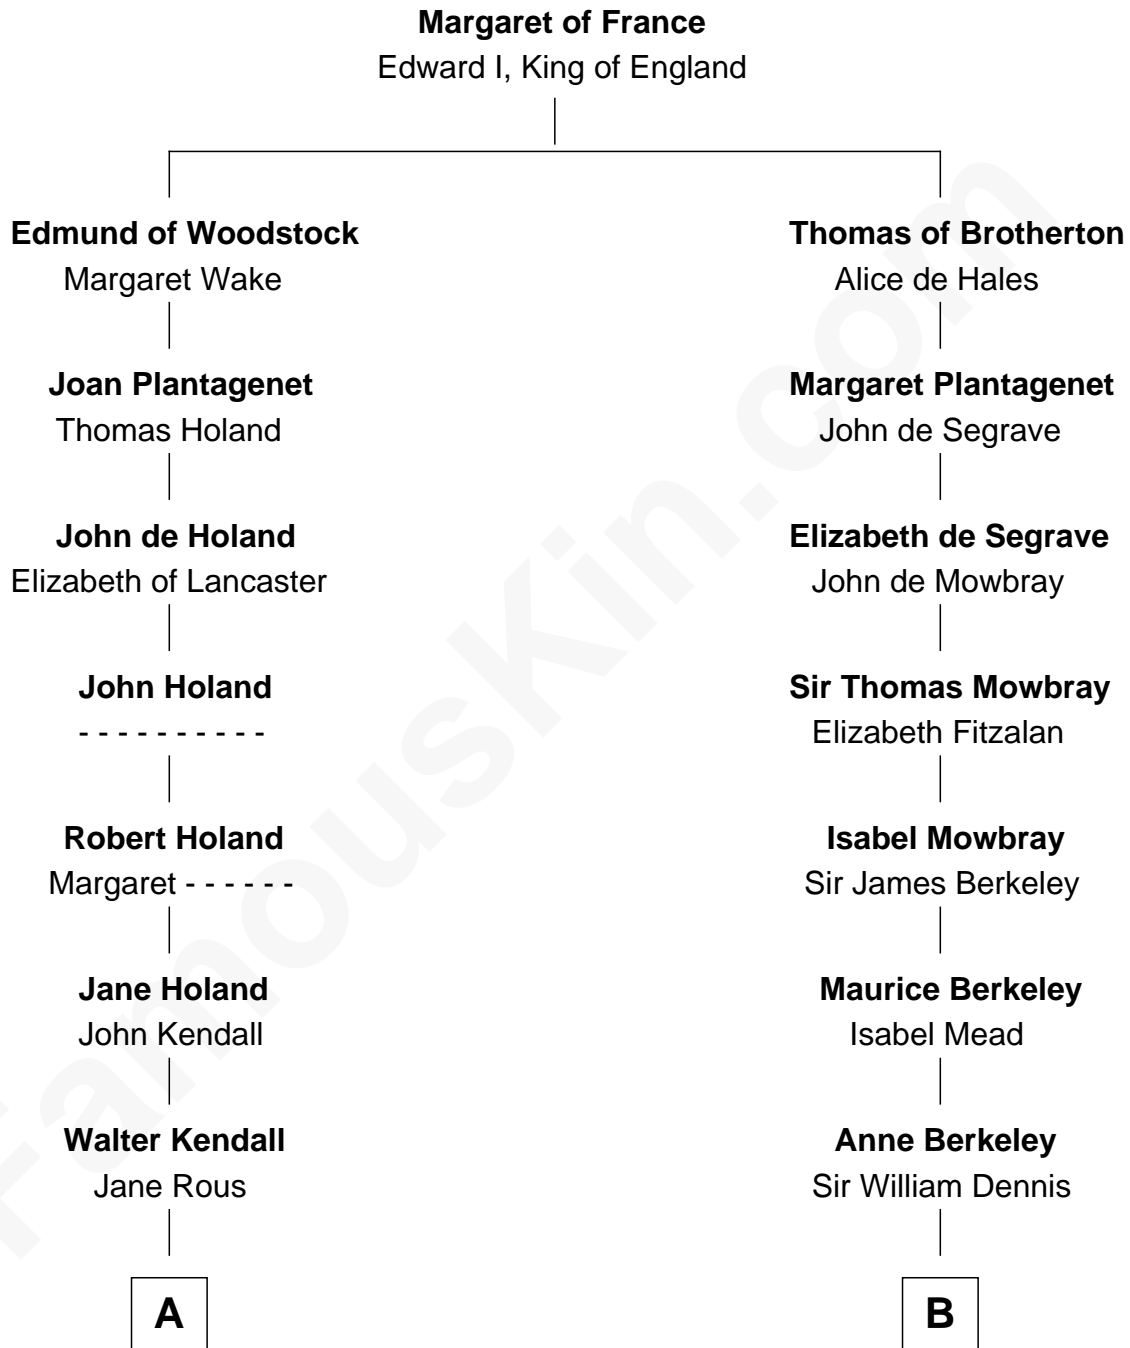 Margaret of France
Edward I, King of England
Edmund of Woodstock
Margaret Wake
Thomas of Brotherton
Alice de Hales
Joan Plantagenet
Thomas Holand
Margaret Plantagenet
John de Segrave
John de Holand
Elizabeth of Lancaster
Elizabeth de Segrave
John de Mowbray
John Holand
- - - - - - - - - -
Sir Thomas Mowbray
Elizabeth Fitzalan
Robert Holand
Margaret - - - - - -
Isabel Mowbray
Sir James Berkeley
Jane Holand
John Kendall
Maurice Berkeley
Isabel Mead
Walter Kendall
Jane Rous
Anne Berkeley
Sir William Dennis
A
B
FamousKin.com